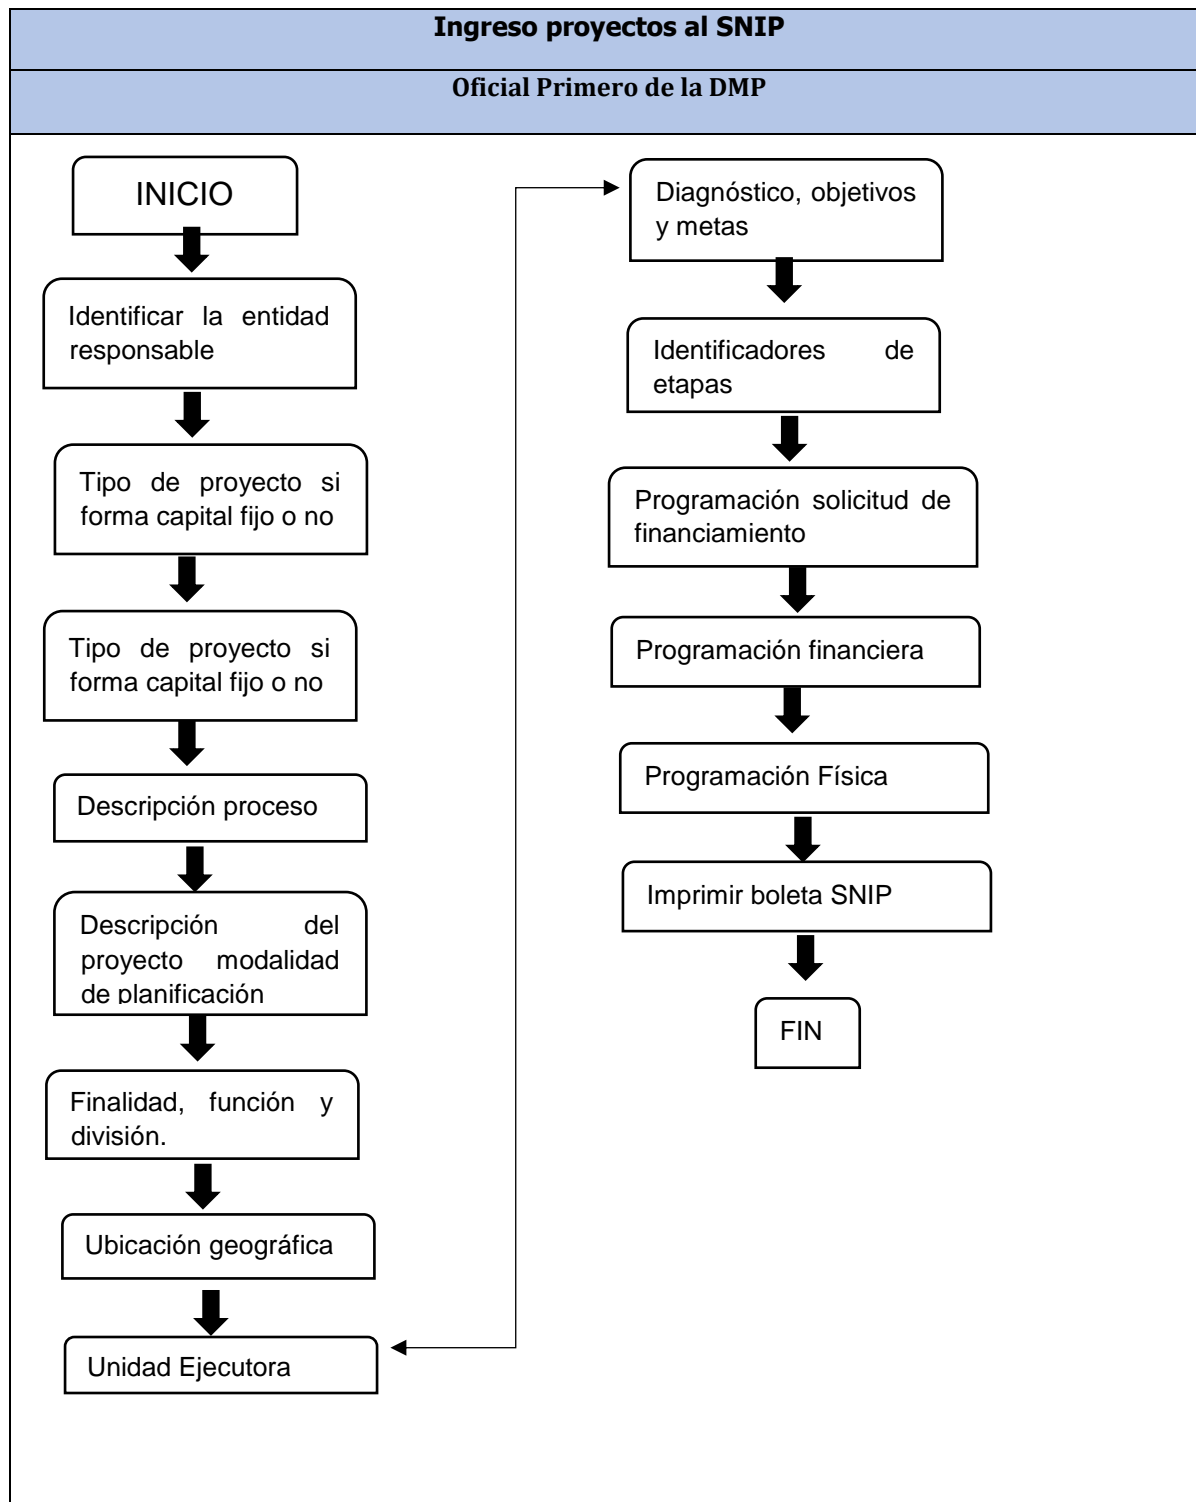 Ingreso proyectos al SNIP
Oficial Primero de la DMP
INICIO
Identificar la entidad
responsable
Tipo de proyecto si
forma capital fijo o no
Tipo de proyecto si
forma capital fijo o no
Descripción proceso
Descripción del
proyecto modalidad
de planificación
Finalidad, función y
división.
Ubicación geográfica
Unidad Ejecutora
Diagnóstico, objetivos
y metas
Identificadores de
etapas
Programación solicitud de
financiamiento
Programación financiera
Programación Física
Imprimir boleta SNIP
FIN